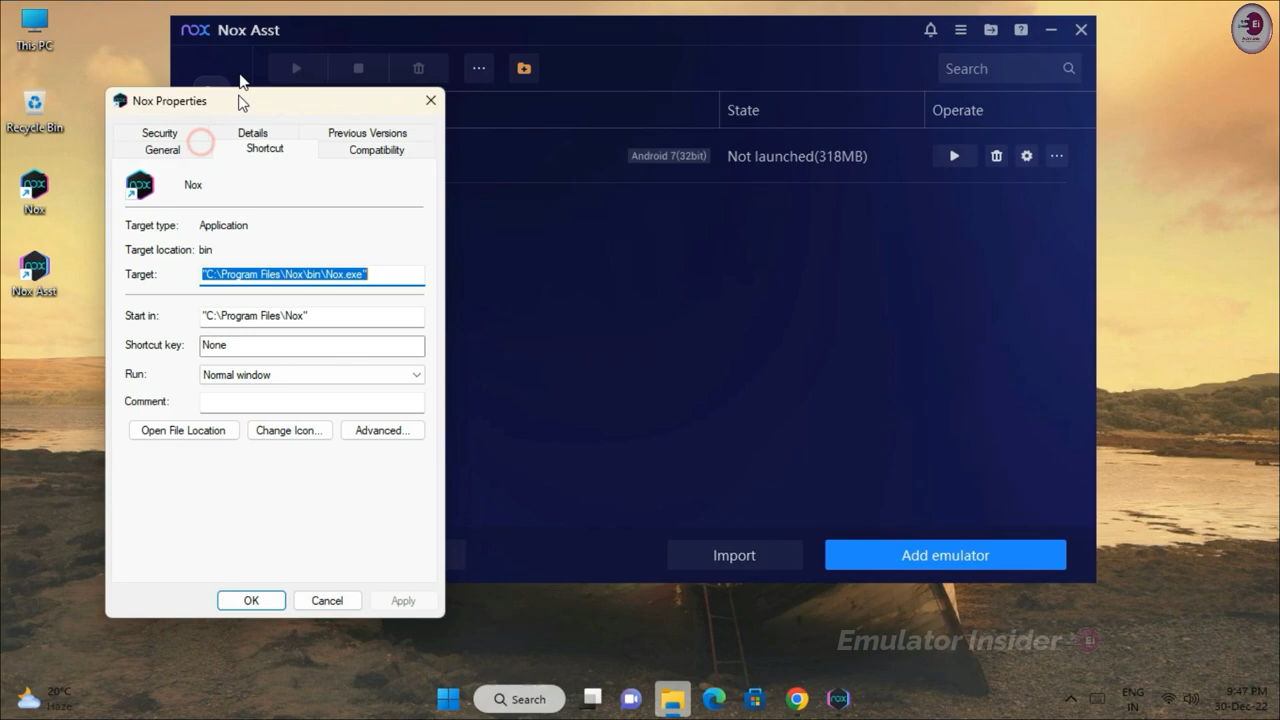 This PC
Recycle Bin
Nox
Nox Asst
nox Nox Asst
Search
State
Operate
Android 7(32bit)
Not launched(318MB)
Import
Add emulator
Nox Properties
Security
Details
Previous Versions
General
Shortcut
Compatibility
Nox
Target type: Application
Target location: bin
Target: "C:\Program Files\Nox\bin\Nox.exe"
Start in: "C:\Program Files\Nox"
Shortcut key: None
Run: Normal window
Comment:
Open File Location
Change Icon...
Advanced...
OK
Cancel
Apply
Emulator Insider Ei
20°C
Haze
Search
ENG
IN
9:47 PM
30-Dec-22